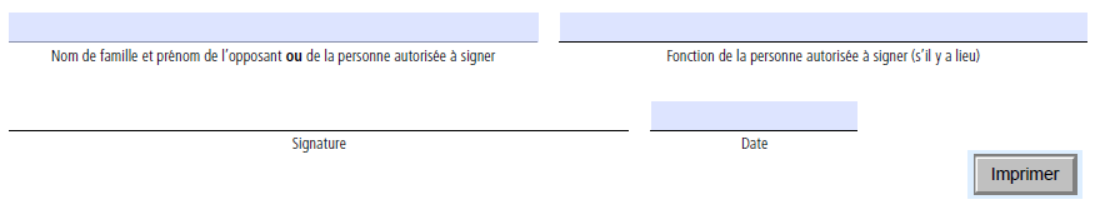 Nom de famille et prénom de l'opposant ou de la personne autorisée à signer
Fonction de la personne autorisée à signer (s'il y a lieu)
Signature
Date
Imprimer